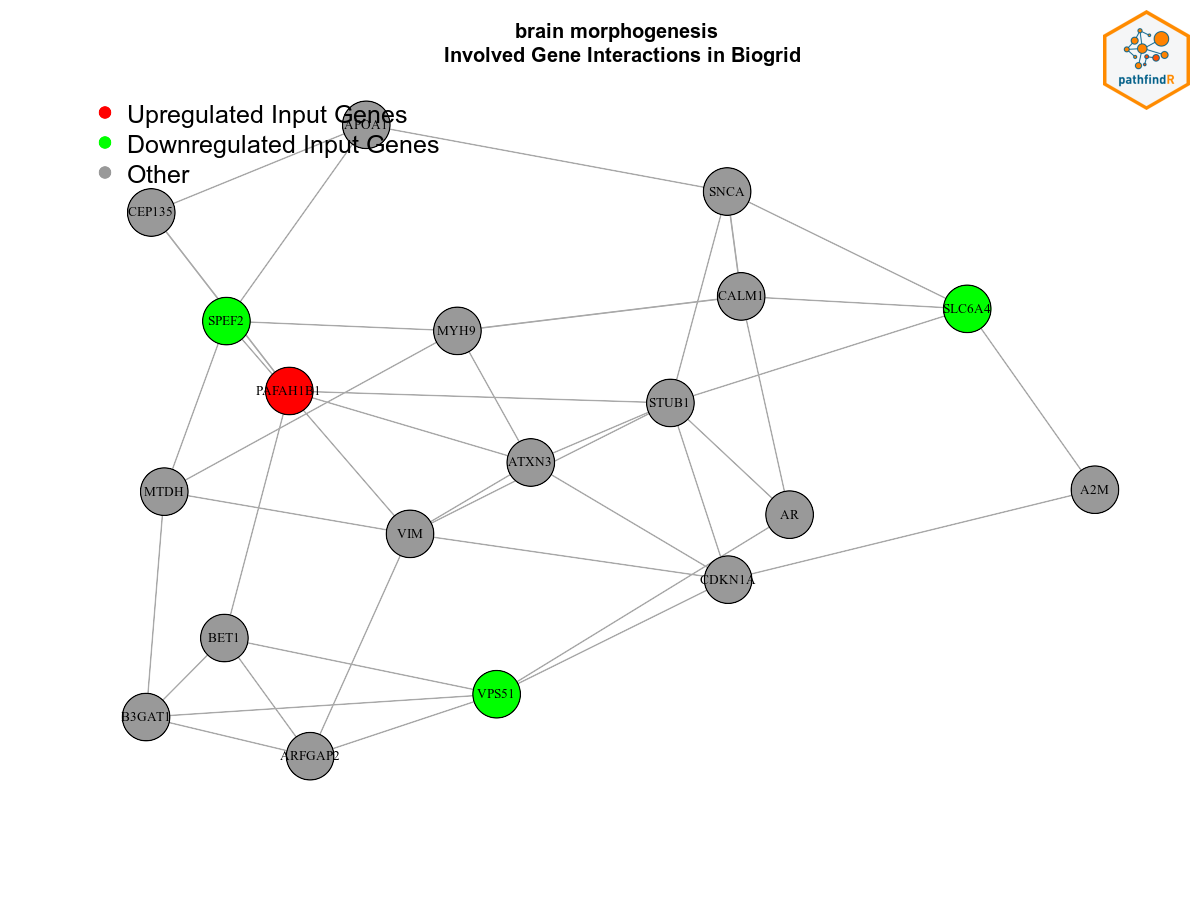 brain morphogenesis
Involved Gene Interactions in Biogrid
pathfindR
Upregulated Input Genes
APOA1
Downregulated Input Genes
Other
SNCA
CEP135
CALM1
SLC6A4
SPEF2
MYH9
PAFAH1B1
STUB1
ATXN3
MTDH
A2M
AR
VIM
CDKN1A
BET1
VPS51
B3GAT1
ARFGAP2